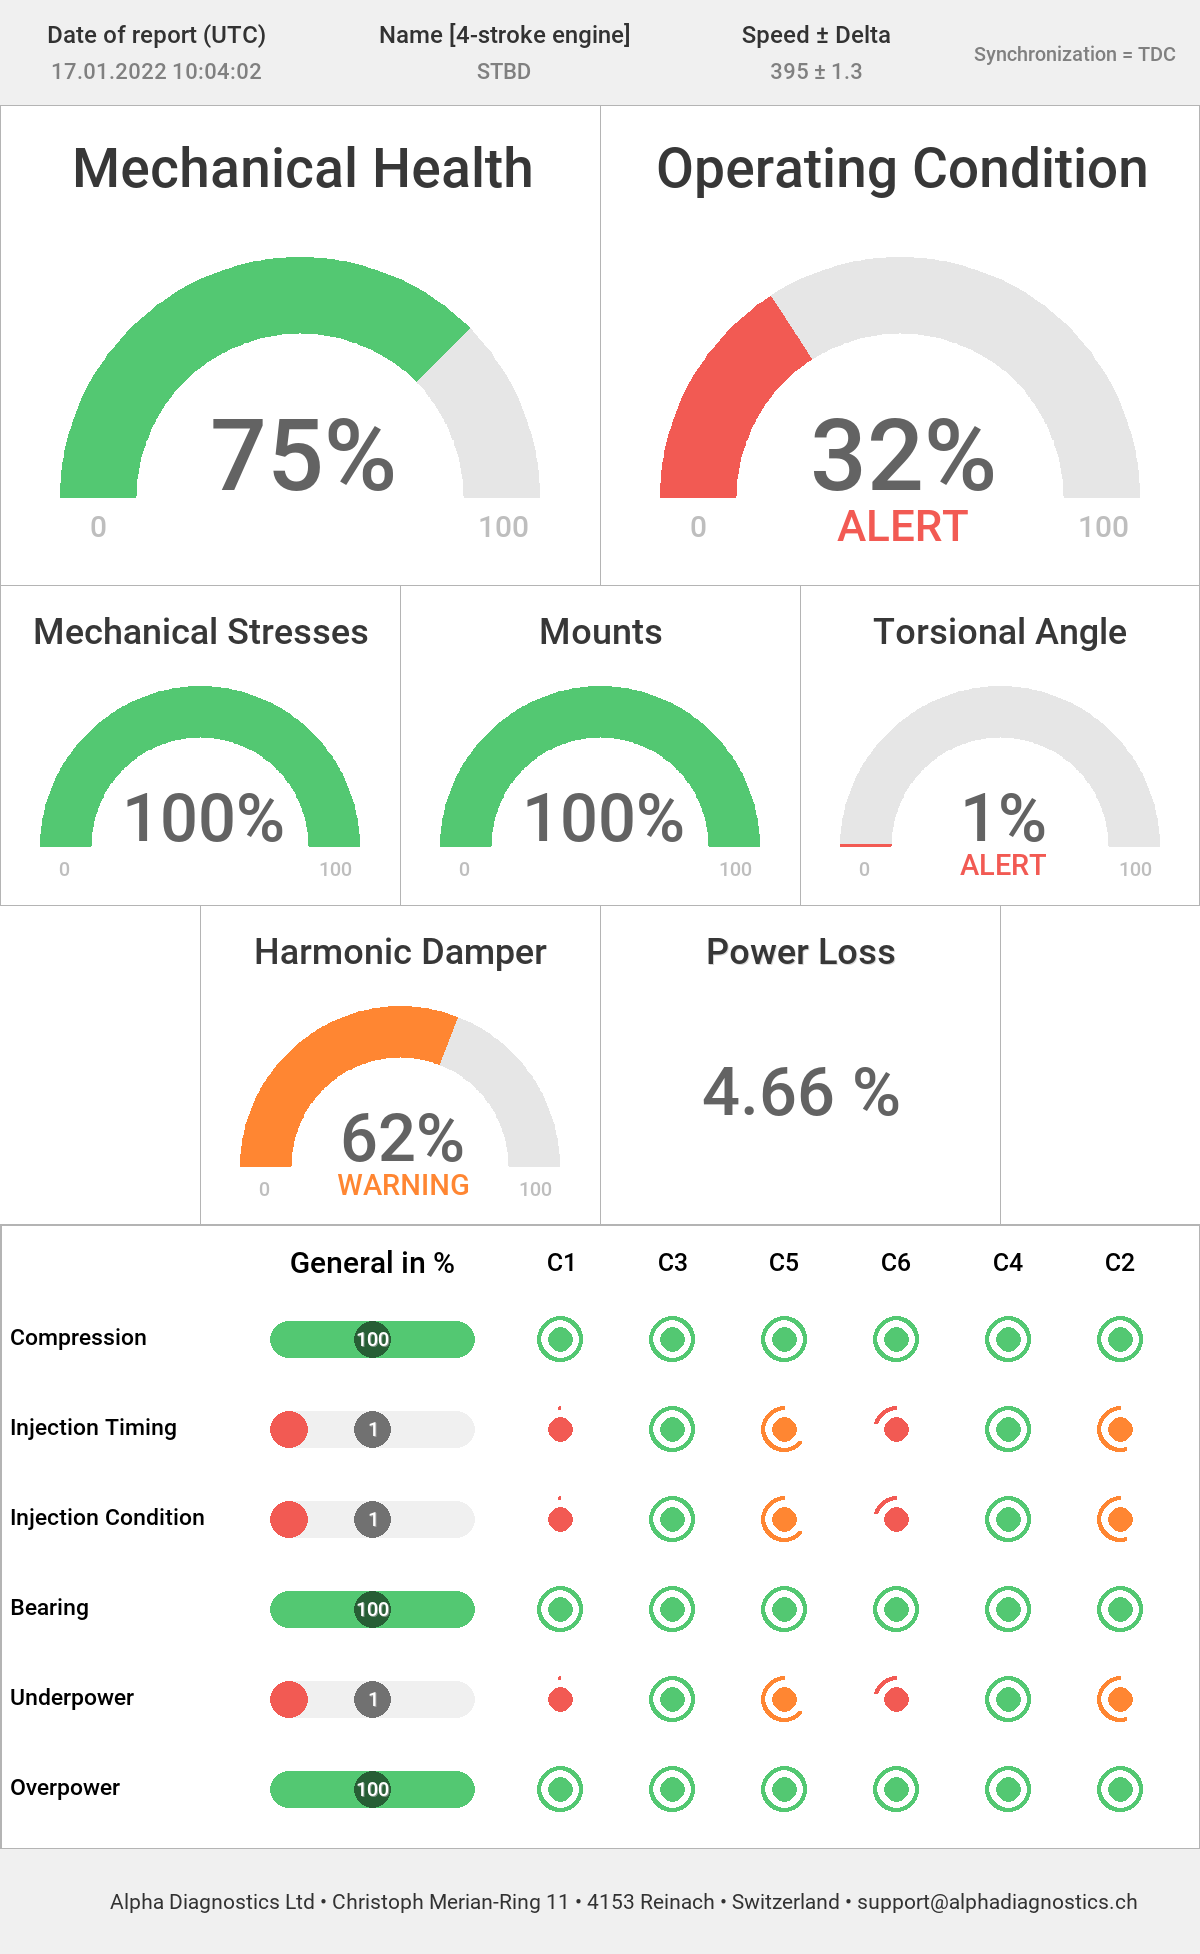 Date of report (UTC)
17.01.2022 10:04:02
Name [4-stroke engine]
STBD
Speed ± Delta
395 ± 1.3
Synchronization = TDC
Mechanical Health
75%
0
100
Operating Condition
32%
ALERT
0
100
Mechanical Stresses
100%
0
100
Mounts
100%
0
100
Torsional Angle
1%
ALERT
0
100
Harmonic Damper
62%
WARNING
0
100
Power Loss
4.66 %
General in % C1 C3 C5 C6 C4 C2
Compression 100
Injection Timing 1
Injection Condition 1
Bearing 100
Underpower 1
Overpower 100
Alpha Diagnostics Ltd • Christoph Merian-Ring 11 • 4153 Reinach • Switzerland • support@alphadiagnostics.ch